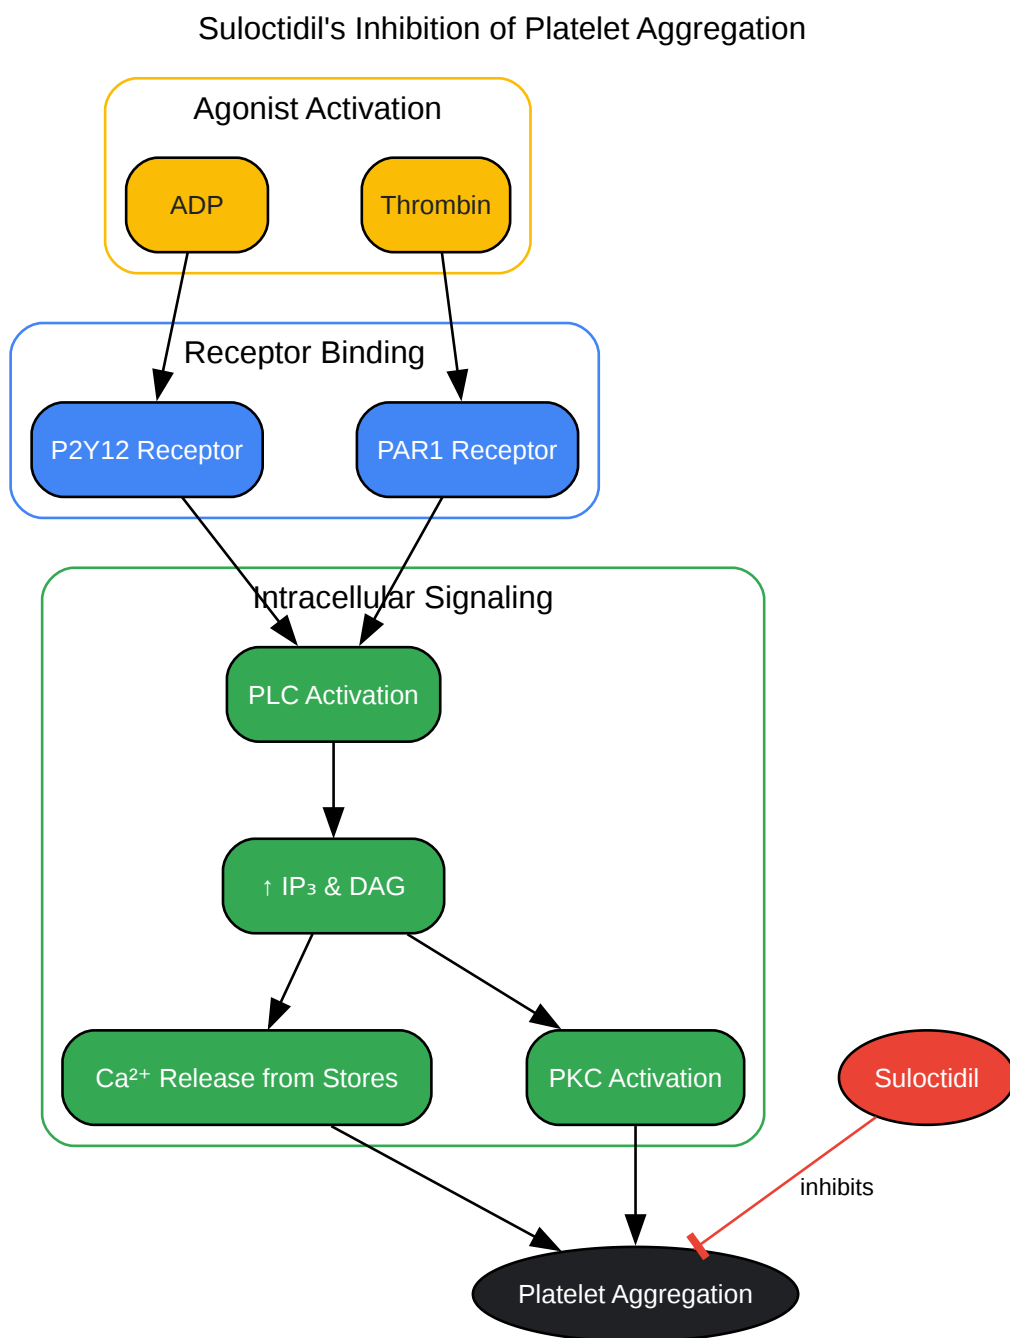 Suloctidil's Inhibition of Platelet Aggregation
Agonist Activation
ADP
Thrombin
Receptor Binding
P2Y12 Receptor
PAR1 Receptor
Intracellular Signaling
PLC Activation
↑ IP₃ & DAG
Ca²⁺ Release from Stores
PKC Activation
Suloctidil
inhibits
Platelet Aggregation